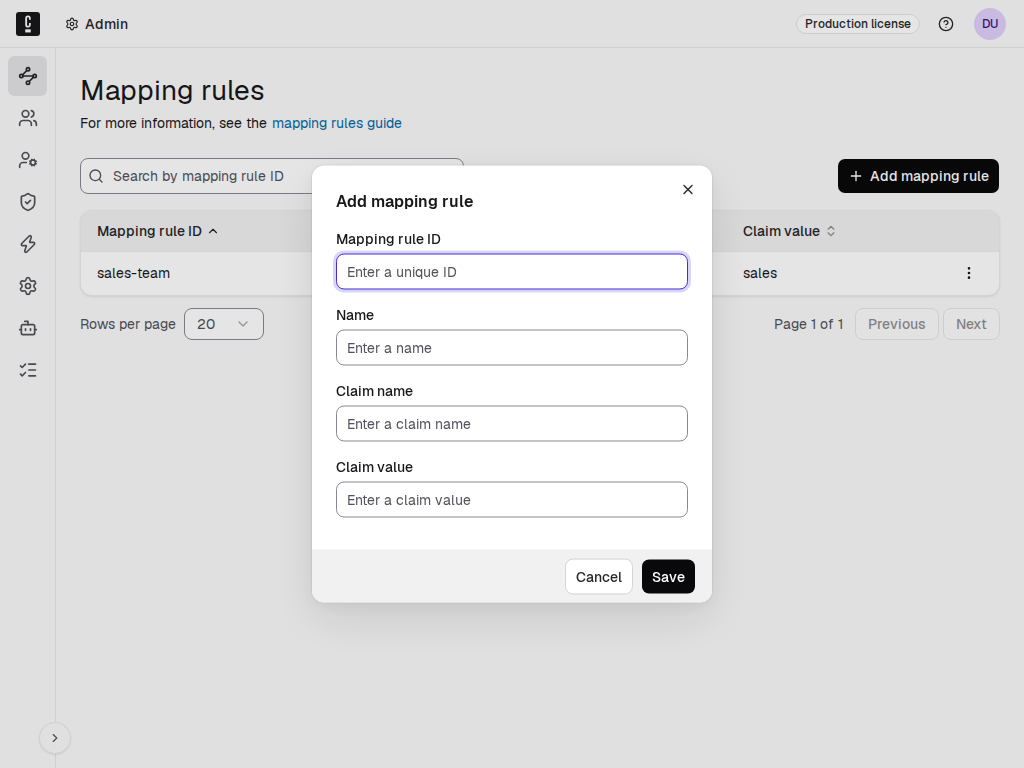 Admin
Production license
DU
Mapping rules
For more information, see the mapping rules guide
Search by mapping rule ID
Add mapping rule
Mapping rule ID
Claim value
sales-team
sales
Rows per page
20
Page 1 of 1
Previous
Next
Add mapping rule
Mapping rule ID
Enter a unique ID
Name
Enter a name
Claim name
Enter a claim name
Claim value
Enter a claim value
Cancel
Save